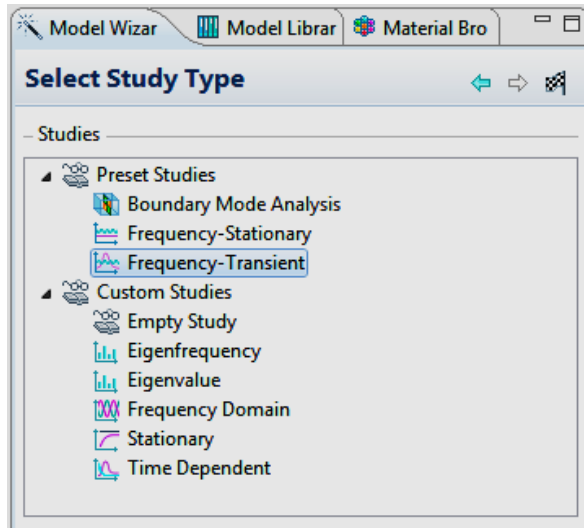 Model Wizar Model Librar Material Bro
Select Study Type
Studies
Preset Studies
Boundary Mode Analysis
Frequency-Stationary
Frequency-Transient
Custom Studies
Empty Study
Eigenfrequency
Eigenvalue
Frequency Domain
Stationary
Time Dependent